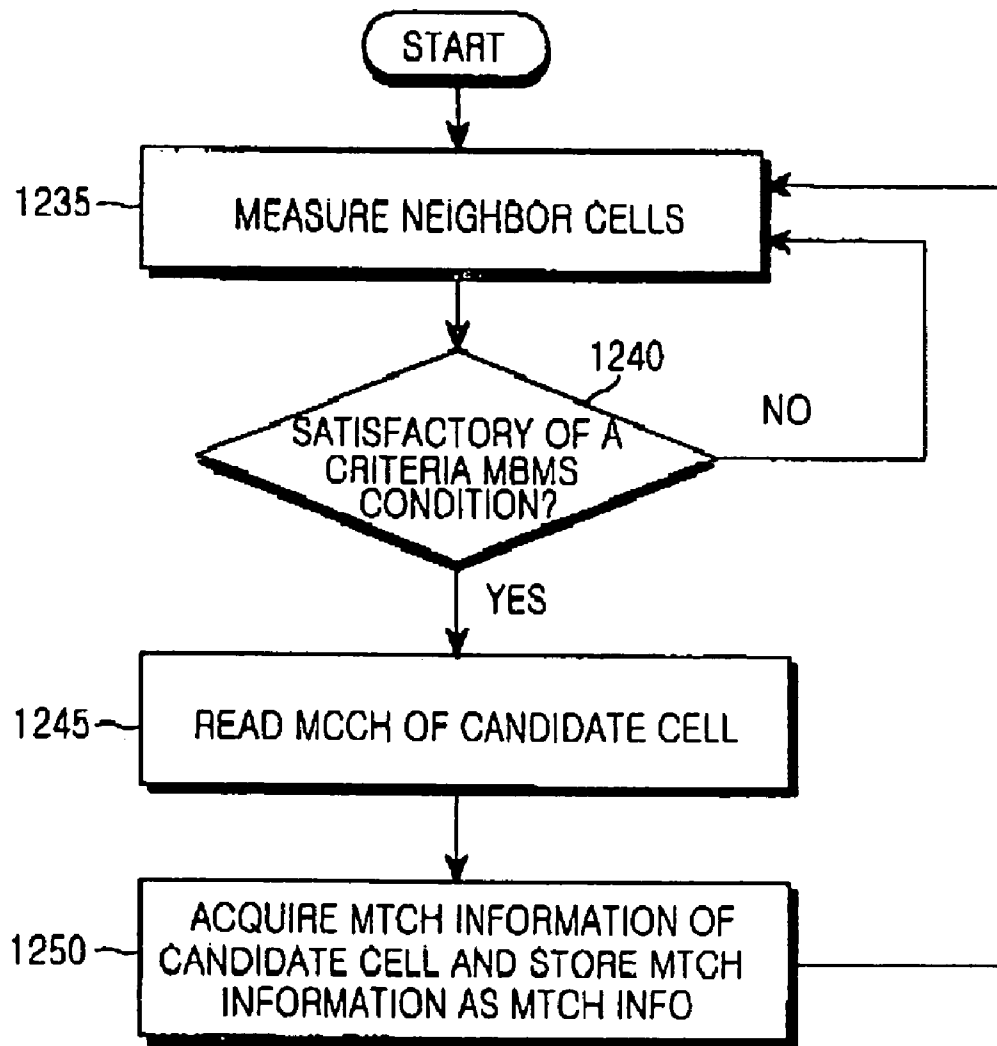 START
1235
MEASURE NEIGHBOR CELLS
1240
NO
SATISFACTORY OF A
CRITERIA MBMS
CONDITION?
YES
1245
READ MCCH OF CANDIDATE CELL
1250
ACQUIRE MTCH INFORMATION OF
CANDIDATE CELL AND STORE MTCH
INFORMATION AS MTCH INFO